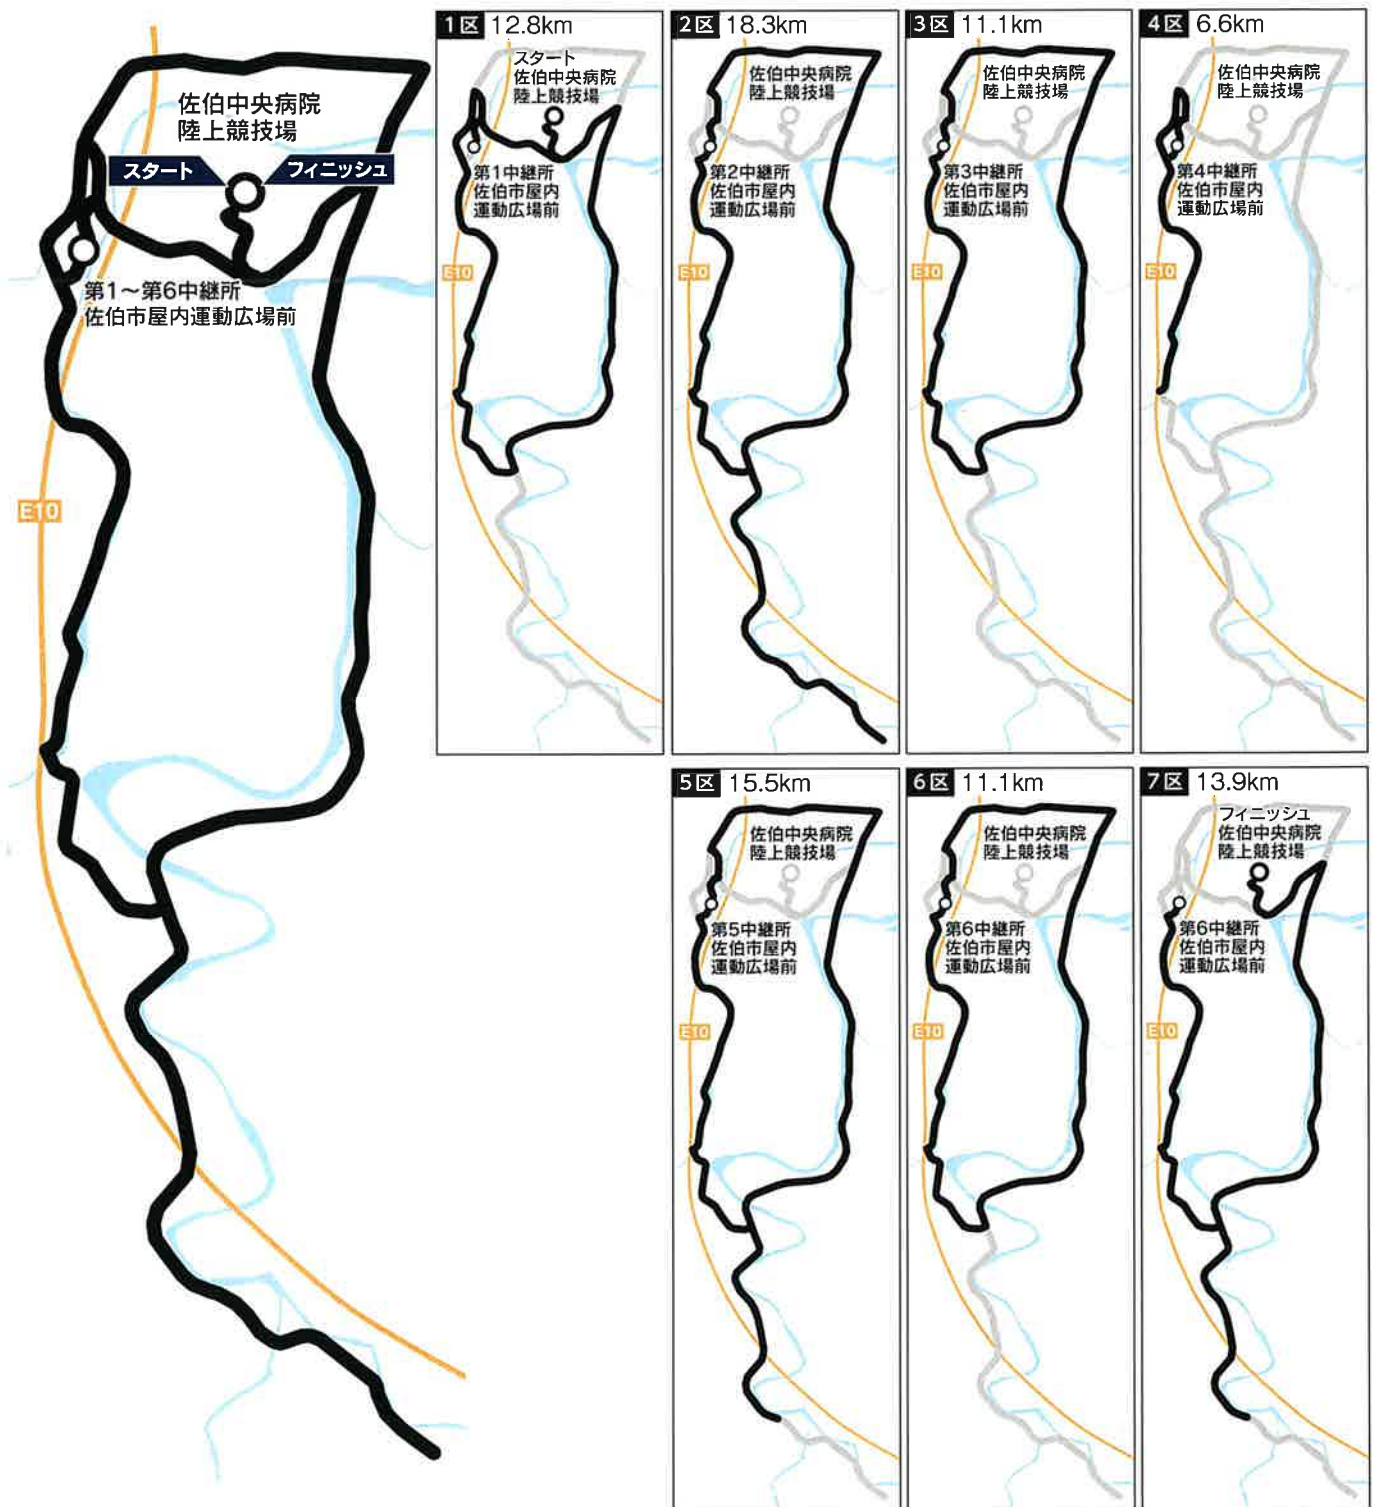 佐伯中央病院
陸上競技場
スタート
フィニッシュ
第1～第6中継所
佐伯市屋内運動広場前
E10
1区 12.8km
スタート
佐伯中央病院
陸上競技場
第1中継所
佐伯市屋内
運動広場前
E10
2区 18.3km
佐伯中央病院
陸上競技場
第2中継所
佐伯市屋内
運動広場前
E10
3区 11.1km
佐伯中央病院
陸上競技場
第3中継所
佐伯市屋内
運動広場前
E10
4区 6.6km
佐伯中央病院
陸上競技場
第4中継所
佐伯市屋内
運動広場前
E10
5区 15.5km
佐伯中央病院
陸上競技場
第5中継所
佐伯市屋内
運動広場前
E10
6区 11.1km
佐伯中央病院
陸上競技場
第6中継所
佐伯市屋内
運動広場前
E10
7区 13.9km
フィニッシュ
佐伯中央病院
陸上競技場
第6中継所
佐伯市屋内
運動広場前
E10